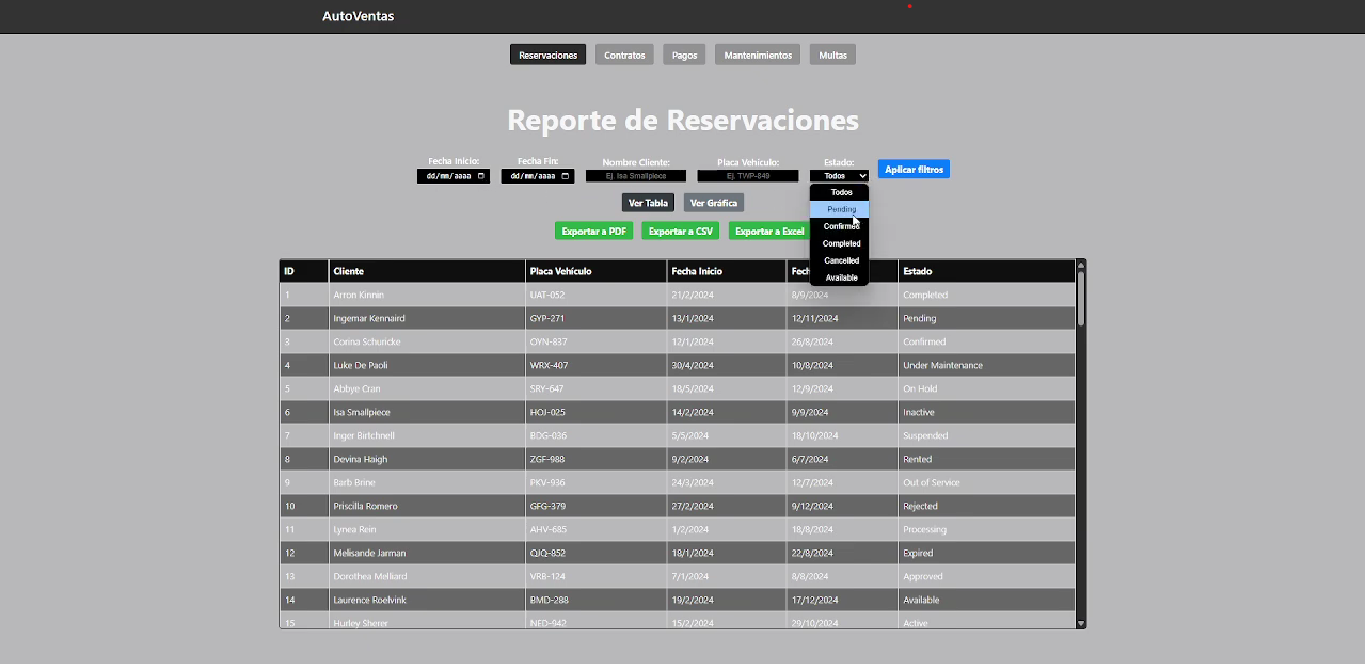 AutoVentas
Reservaciones Contratos Pagos Mantenimientos Multas
Reporte de Reservaciones
Fecha Inicio: Fecha Fin: Nombre Cliente: Placa Vehículo: Estado:
dd/mm/aaaa dd/mm/aaaa Ej. Isa Smallpiece Ej. TWP-849 Todos Aplicar filtros
Todos
Pending
Confirmed
Completed
Cancelled
Available
Ver Tabla Ver Gráfica
Exportar a PDF Exportar a CSV Exportar a Excel
ID Cliente Placa Vehículo Fecha Inicio Fech Estado
1 Arron Kinnin UAT-052 21/2/2024 8/9/2024 Completed
2 Ingemar Kennaird GYP-271 13/1/2024 12/11/2024 Pending
3 Corina Schuricke OYN-837 12/1/2024 26/8/2024 Confirmed
4 Luke De Paoli WRX-407 30/4/2024 10/8/2024 Under Maintenance
5 Abbye Cran SRY-647 18/5/2024 12/9/2024 On Hold
6 Isa Smallpiece HOJ-025 14/2/2024 9/9/2024 Inactive
7 Inger Birtchnell BDG-036 5/5/2024 18/10/2024 Suspended
8 Devina Haigh ZGF-988 9/2/2024 6/7/2024 Rented
9 Barb Brine PKV-936 24/3/2024 12/7/2024 Out of Service
10 Priscilla Romero GFG-379 27/2/2024 9/12/2024 Rejected
11 Lynea Rein AHV-685 1/2/2024 18/8/2024 Processing
12 Melisande Jarman OJO-852 18/1/2024 22/8/2024 Expired
13 Dorothea Melliard VRB-124 7/1/2024 8/8/2024 Approved
14 Laurence Roelvink BMD-288 19/2/2024 17/12/2024 Available
15 Hurley Sherer NED-942 15/2/2024 29/10/2024 Active